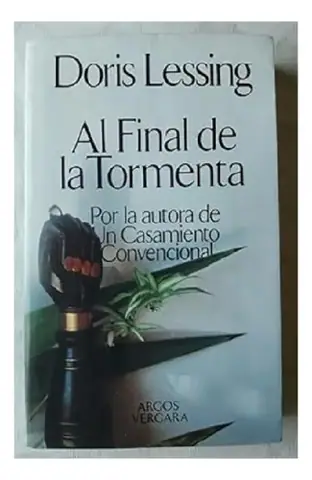 Doris Lessing
Al Final de
la Tormenta
Por la autora de
Un Casamiento
Convencional
ARGOS
VERGARA